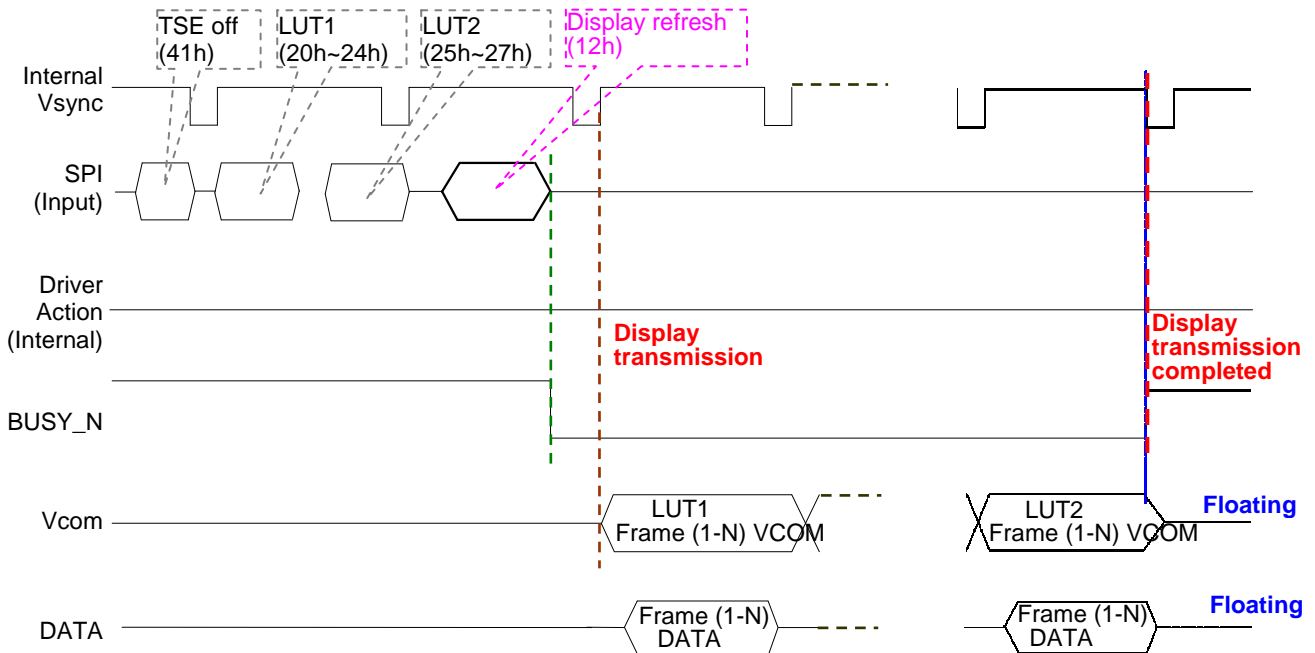 TSE off
(41h)
LUT1
(20h~24h)
LUT2
(25h~27h)
Display refresh
(12h)
Internal
Vsync
SPI
(Input)
Driver
Action
(Internal)
Display
transmission
Display
transmission
completed
BUSY_N
Vcom
LUT1
Frame (1-N) VCOM
LUT2
Frame (1-N) VCOM
Floating
DATA
Frame (1-N)
DATA
Frame (1-N)
DATA
Floating